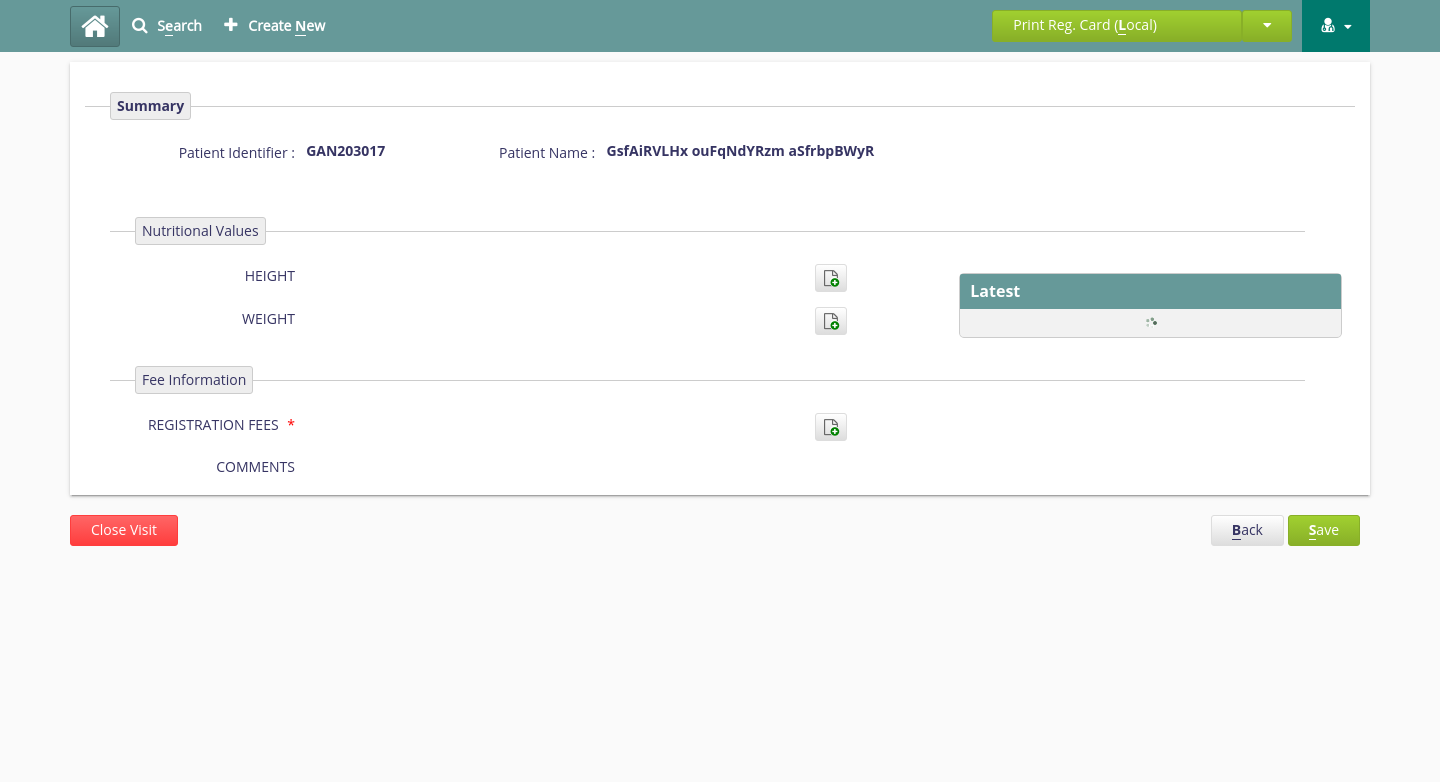 Search Create New Print Reg. Card (Local)
Summary
Patient Identifier : GAN203017 Patient Name : GsfAiRVLHx ouFqNdYRzm aSfrbpBWyR
Nutritional Values
HEIGHT
Latest
WEIGHT
Fee Information
REGISTRATION FEES *
COMMENTS
Close Visit Back Save